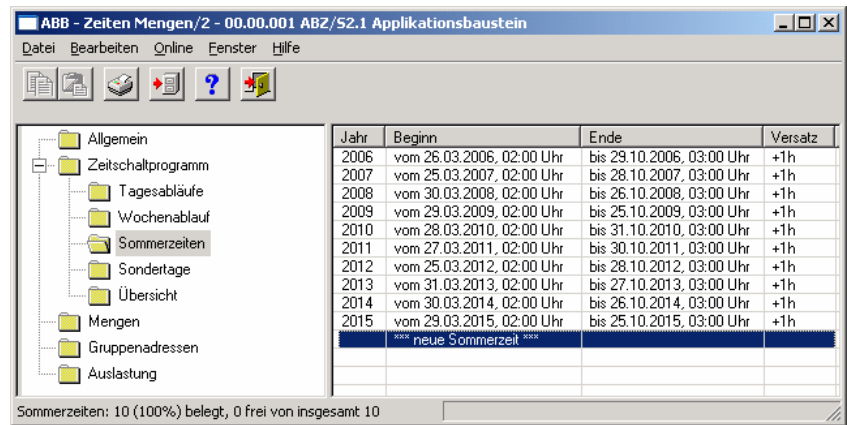 ABB - Zeiten Mengen/2 - 00.00.001 ABZ/S2.1 Applikationsbaustein
Datei Bearbeiten Online Fenster Hilfe
Allgemein
Zeitschaltprogramm
Tagesabläufe
Wochenablauf
Sommerzeiten
Sondertage
Übersicht
Mengen
Gruppenadressen
Auslastung
Jahr Beginn Ende Versatz
2006 vom 26.03.2006, 02:00 Uhr bis 29.10.2006, 03:00 Uhr +1h
2007 vom 25.03.2007, 02:00 Uhr bis 28.10.2007, 03:00 Uhr +1h
2008 vom 30.03.2008, 02:00 Uhr bis 26.10.2008, 03:00 Uhr +1h
2009 vom 29.03.2009, 02:00 Uhr bis 25.10.2009, 03:00 Uhr +1h
2010 vom 28.03.2010, 02:00 Uhr bis 31.10.2010, 03:00 Uhr +1h
2011 vom 27.03.2011, 02:00 Uhr bis 30.10.2011, 03:00 Uhr +1h
2012 vom 25.03.2012, 02:00 Uhr bis 28.10.2012, 03:00 Uhr +1h
2013 vom 31.03.2013, 02:00 Uhr bis 27.10.2013, 03:00 Uhr +1h
2014 vom 30.03.2014, 02:00 Uhr bis 26.10.2014, 03:00 Uhr +1h
2015 vom 29.03.2015, 02:00 Uhr bis 25.10.2015, 03:00 Uhr +1h
*** neue Sommerzeit ***
Sommerzeiten: 10 (100%) belegt, 0 frei von insgesamt 10